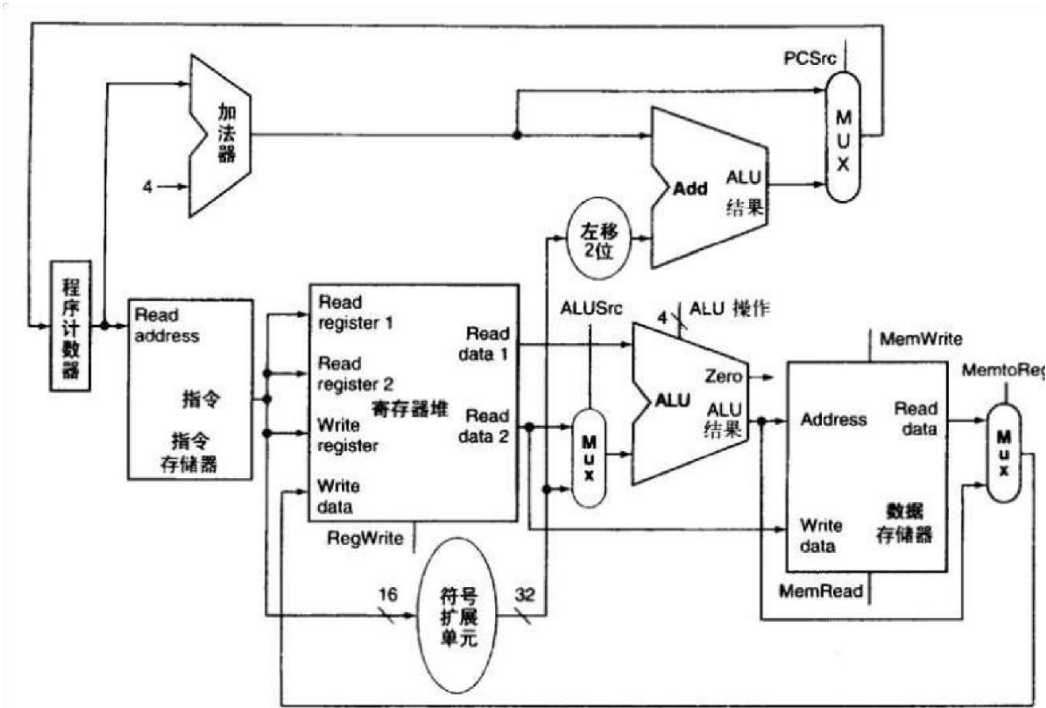 PCSrc
加
法
器
4
M
U
X
Add
ALU
结果
左移
2位
程
序
计
数
器
Read
address
指令
指令
存储器
Read
register 1
Read
register 2
Write
register
Write
data
寄存器堆
Read
data 1
Read
data 2
RegWrite
16
符号
扩展
单元
32
ALUSrc
M
u
x
4
ALU 操作
Zero
ALU
ALU
结果
MemWrite
Address
Read
data
Write
data
数据
存储器
MemRead
MemtoReg
M
u
x